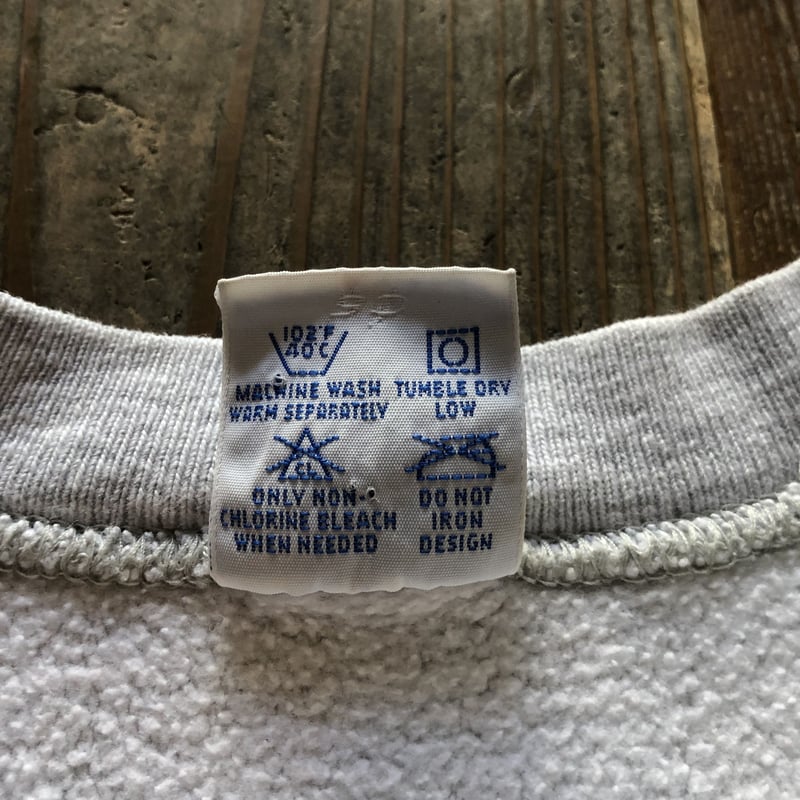 102°F
40°C
MACHINE WASH
WARM SEPARATELY
TUMBLE DRY
LOW
CL
ONLY NON-
CHLORINE BLEACH
WHEN NEEDED
DO NOT
IRON
DESIGN